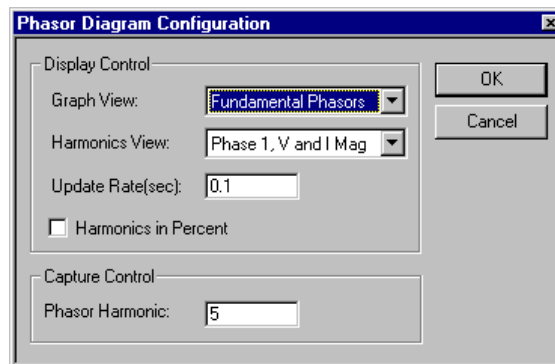 Phasor Diagram Configuration
Display Control
Graph View: Fundamental Phasors
Harmonics View: Phase 1, V and I Mag
Update Rate(sec): 0.1
Harmonics in Percent
Capture Control
Phasor Harmonic: 5
OK
Cancel